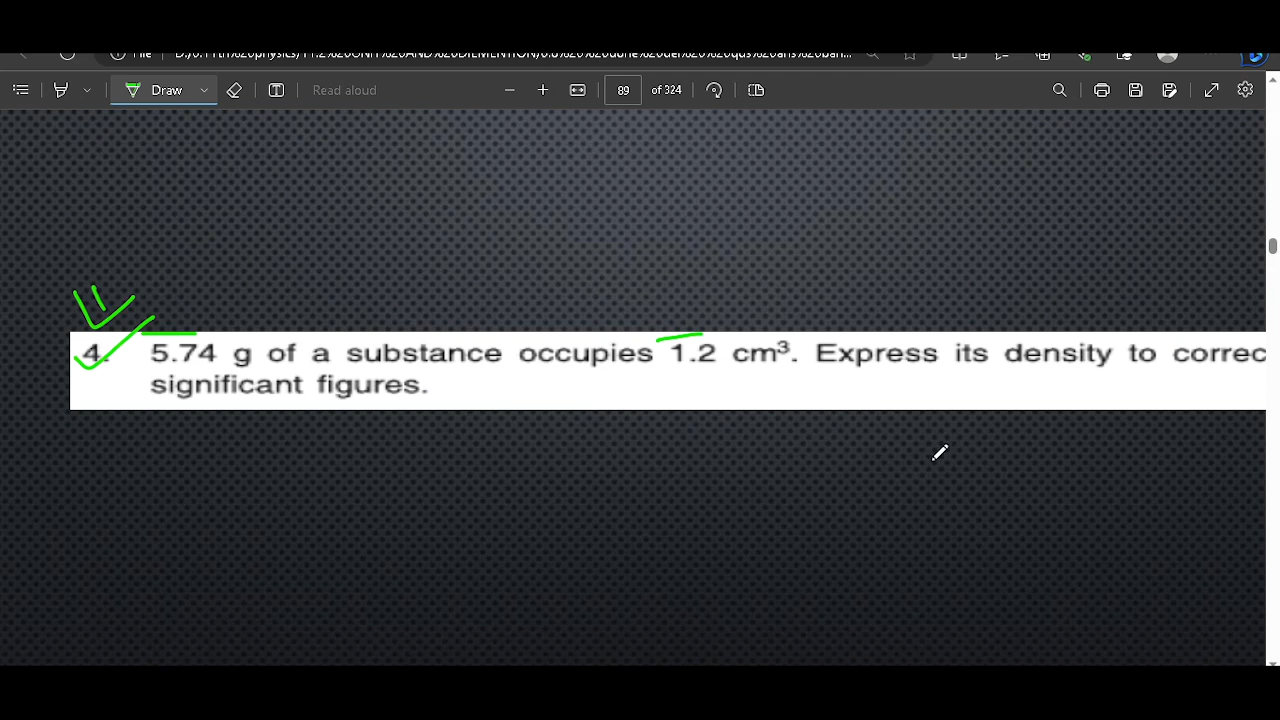 Draw
Read aloud
89 of 324
4. 5.74 g of a substance occupies 1.2 cm³. Express its density to correc
significant figures.